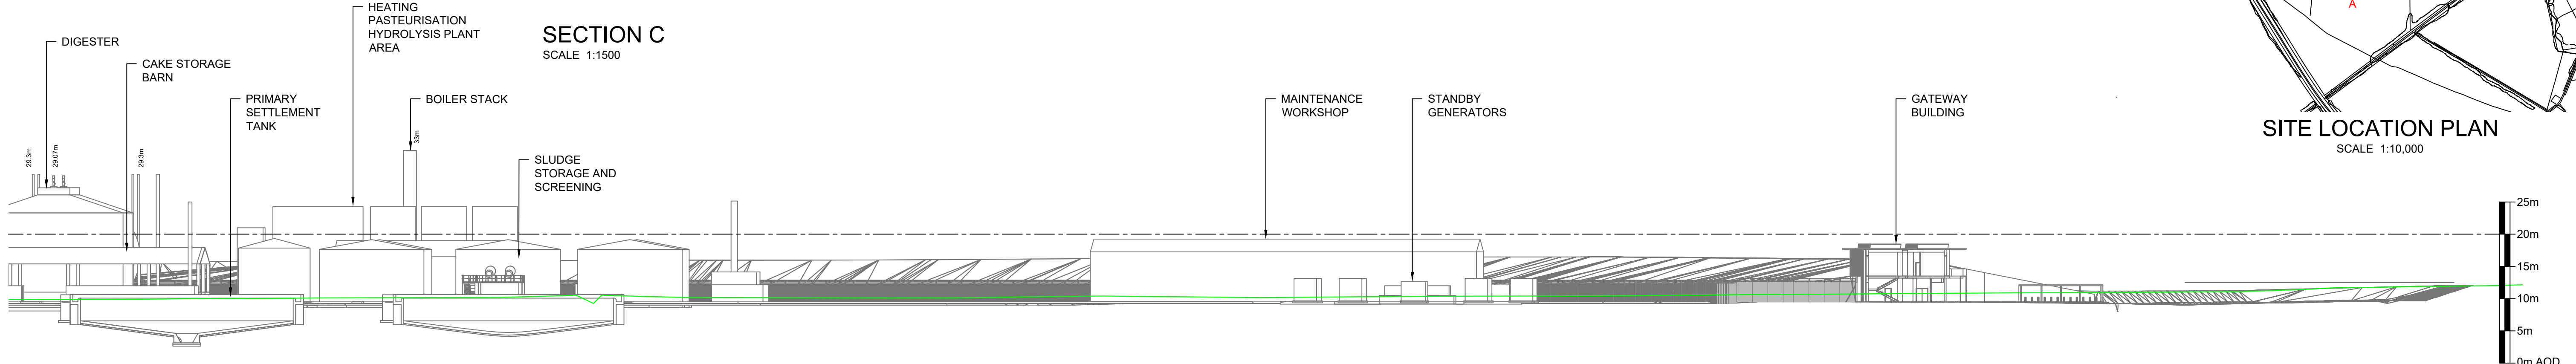 HEATING
PASTEURISATION
HYDROLYSIS PLANT
AREA
SECTION C
SCALE 1:1500
DIGESTER
CAKE STORAGE
BARN
PRIMARY
SETTLEMENT
TANK
BOILER STACK
33m
SLUDGE
STORAGE AND
SCREENING
29.3m
29.07m
29.3m
MAINTENANCE
WORKSHOP
STANDBY
GENERATORS
GATEWAY
BUILDING
A
SITE LOCATION PLAN
SCALE 1:10,000
25m
20m
15m
10m
5m
0m AOD